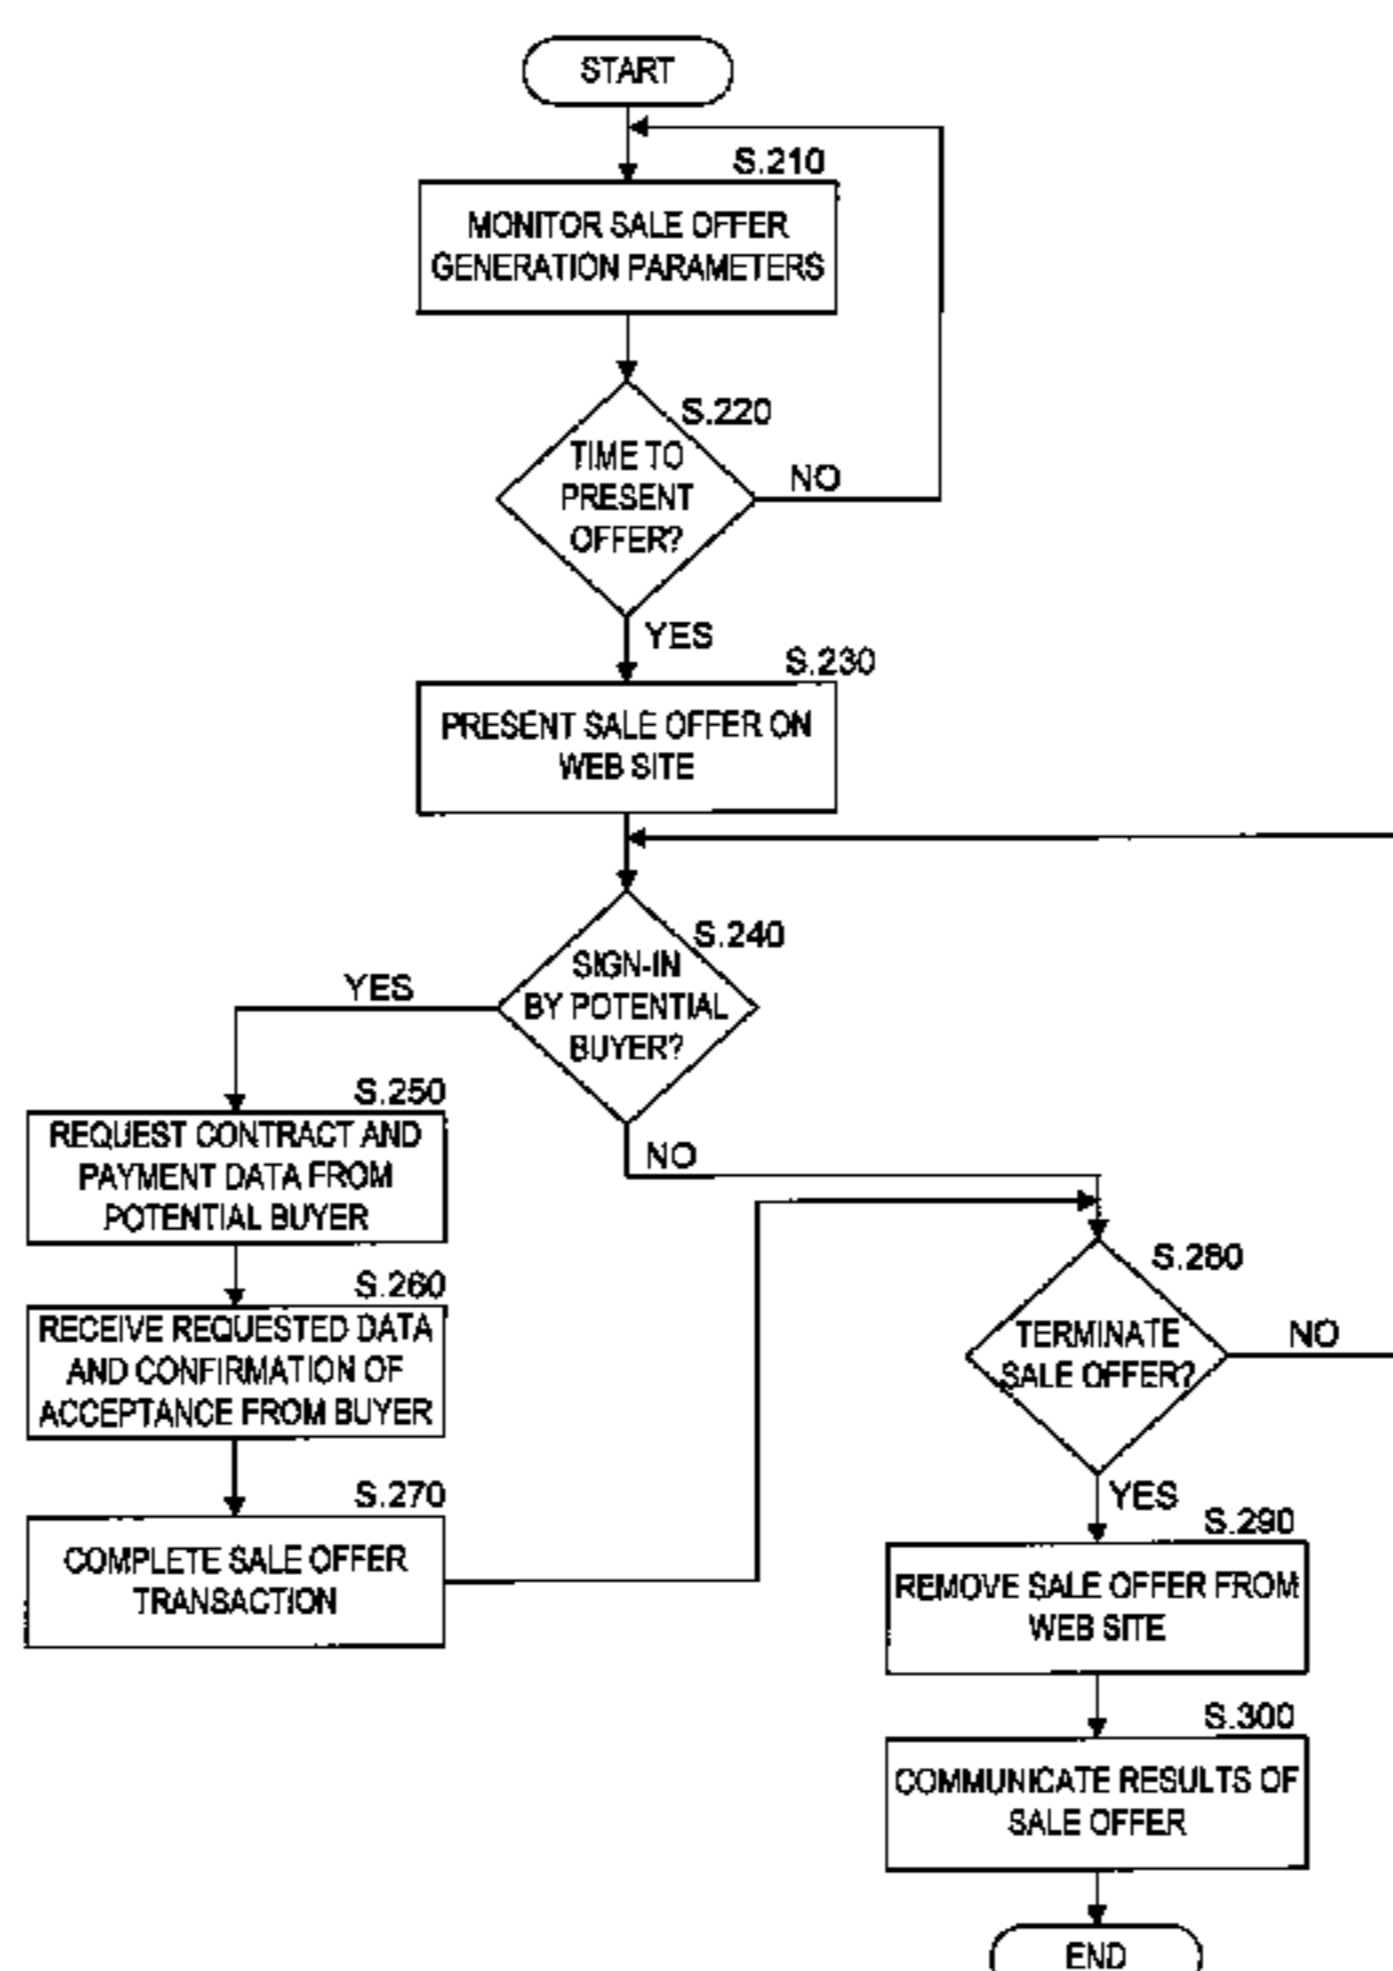 START
S.210
MONITOR SALE OFFER
GENERATION PARAMETERS
S.220
TIME TO
PRESENT
OFFER?
NO
YES
S.230
PRESENT SALE OFFER ON
WEB SITE
S.240
SIGN-IN
BY POTENTIAL
BUYER?
YES
NO
S.250
REQUEST CONTRACT AND
PAYMENT DATA FROM
POTENTIAL BUYER
S.260
RECEIVE REQUESTED DATA
AND CONFIRMATION OF
ACCEPTANCE FROM BUYER
S.270
COMPLETE SALE OFFER
TRANSACTION
S.280
TERMINATE
SALE OFFER?
NO
YES
S.290
REMOVE SALE OFFER FROM
WEB SITE
S.300
COMMUNICATE RESULTS OF
SALE OFFER
END